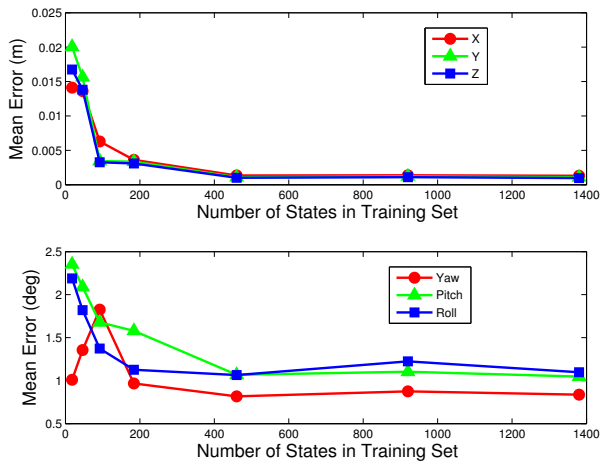 0.025
0.02
0.015
0.01
0.005
0
Mean Error (m)
X
Y
Z
0 200 400 600 800 1000 1200 1400
Number of States in Training Set
2.5
2
1.5
1
0.5
Mean Error (deg)
Yaw
Pitch
Roll
0 200 400 600 800 1000 1200 1400
Number of States in Training Set